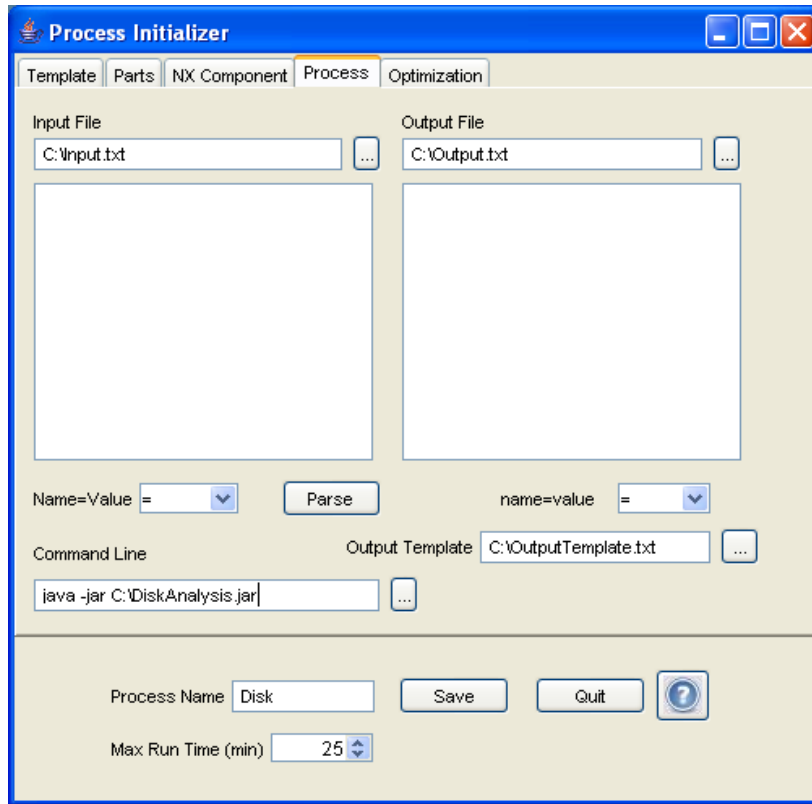 Process Initializer
Template Parts NX Component Process Optimization
Input File Output File
C:\Input.txt ... C:\Output.txt ...
Name=Value = Parse name=value =
Output Template C:\OutputTemplate.txt ...
Command Line
java -jar C:\DiskAnalysis.jar ...
Process Name Disk Save Quit ?
Max Run Time (min) 25